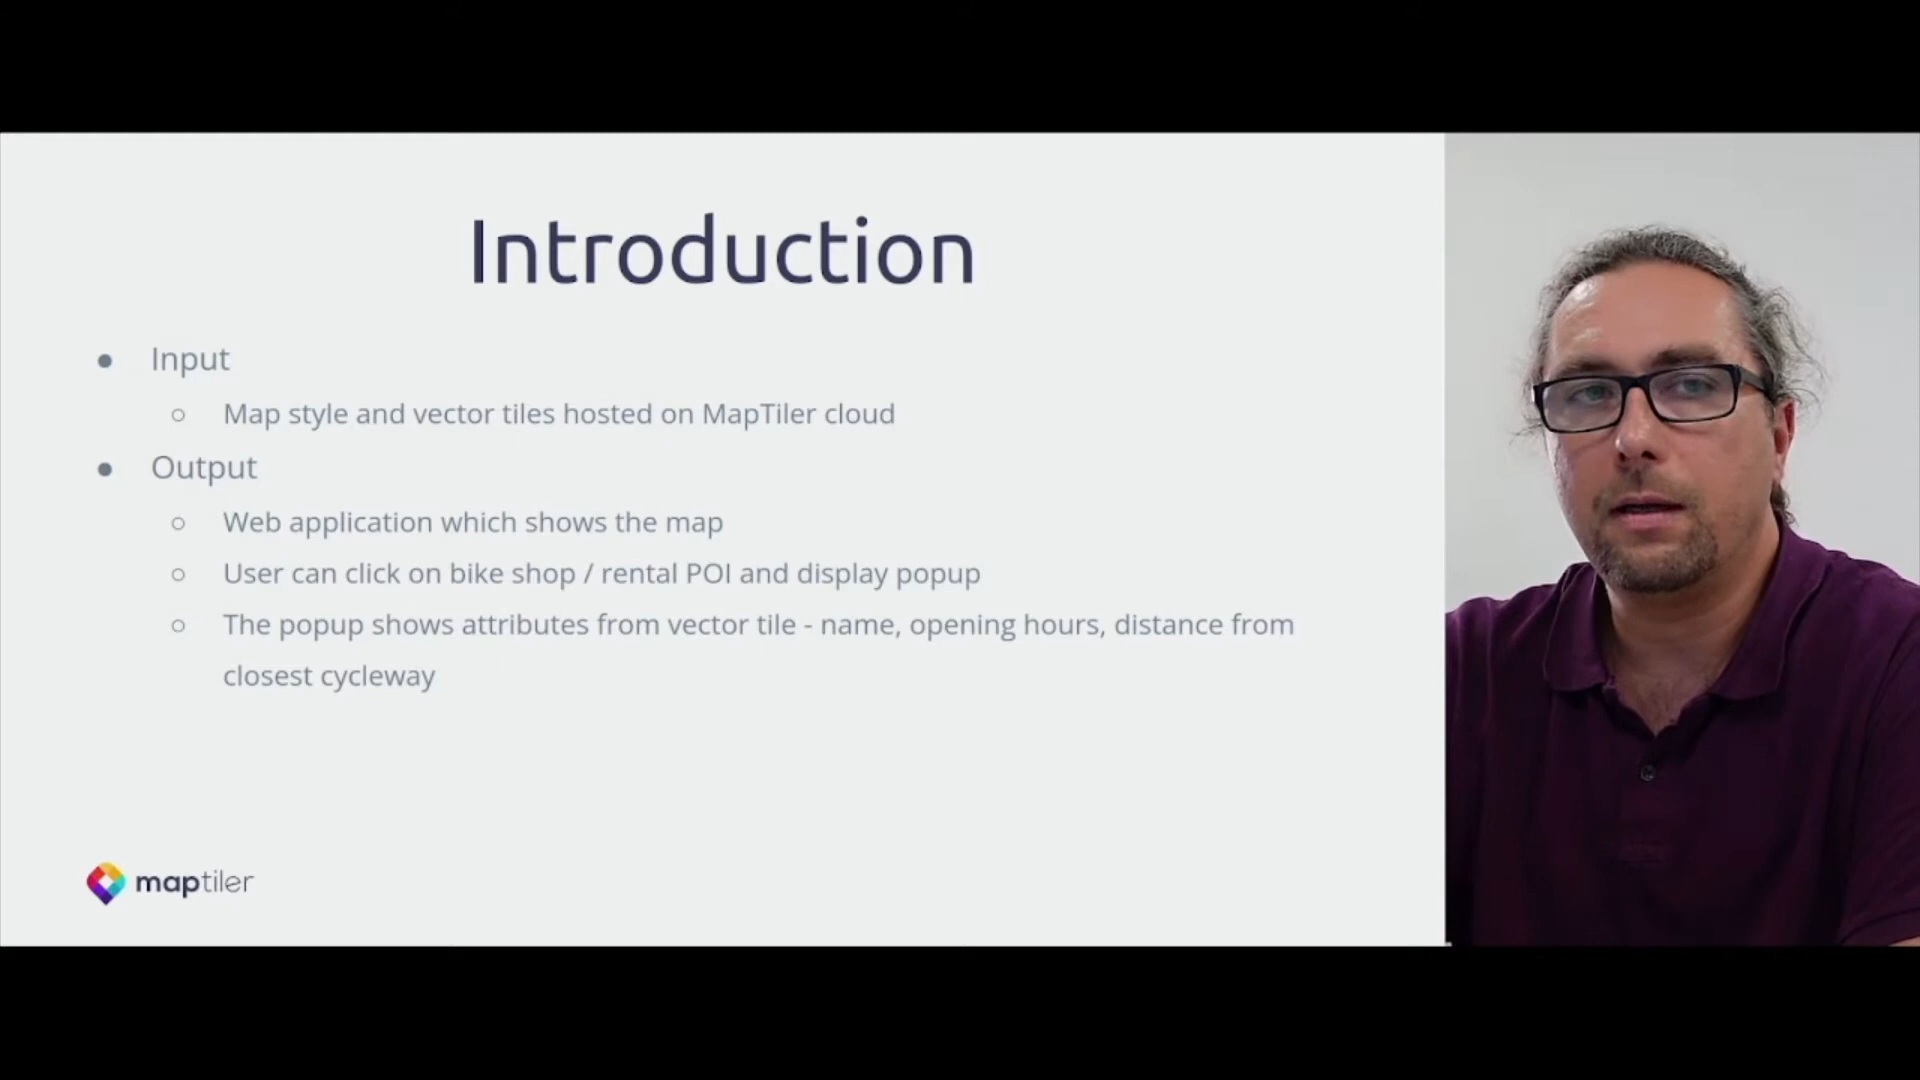 Introduction
● Input
○ Map style and vector tiles hosted on MapTiler cloud
● Output
○ Web application which shows the map
○ User can click on bike shop / rental POI and display popup
○ The popup shows attributes from vector tile - name, opening hours, distance from
closest cycleway
maptiler